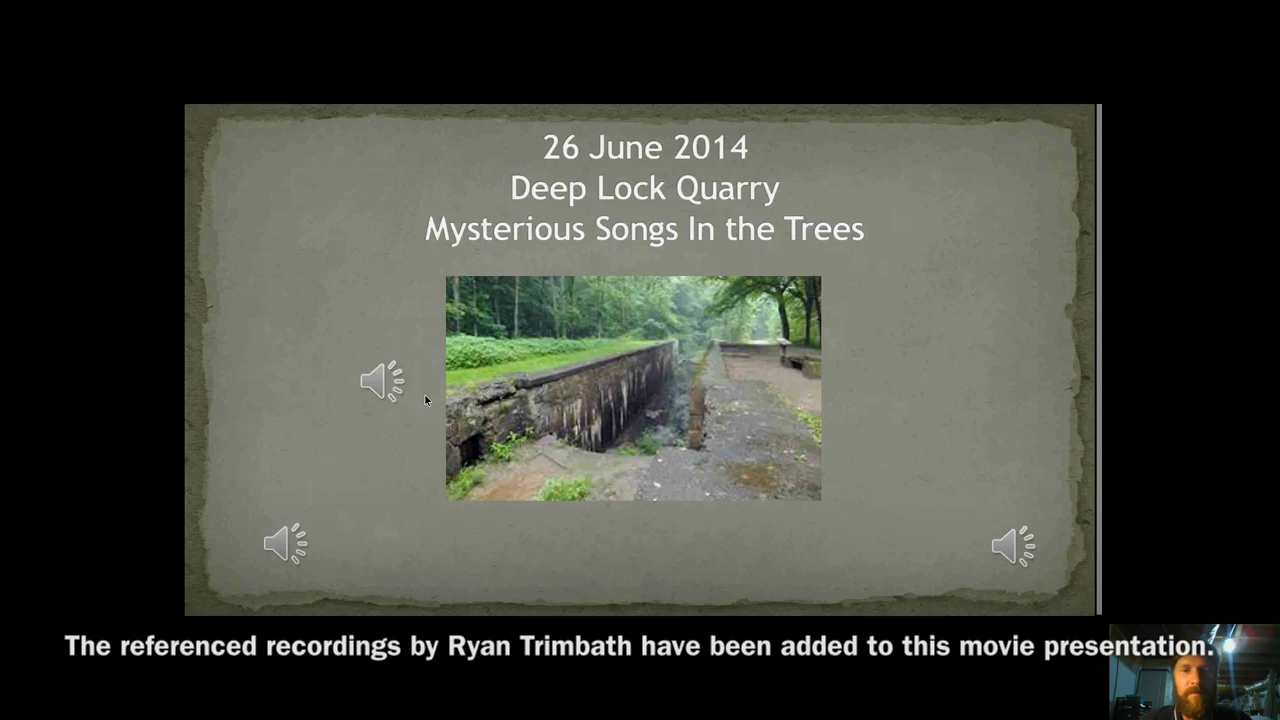 26 June 2014
Deep Lock Quarry
Mysterious Songs In the Trees
The referenced recordings by Ryan Trimbath have been added to this movie presentation.